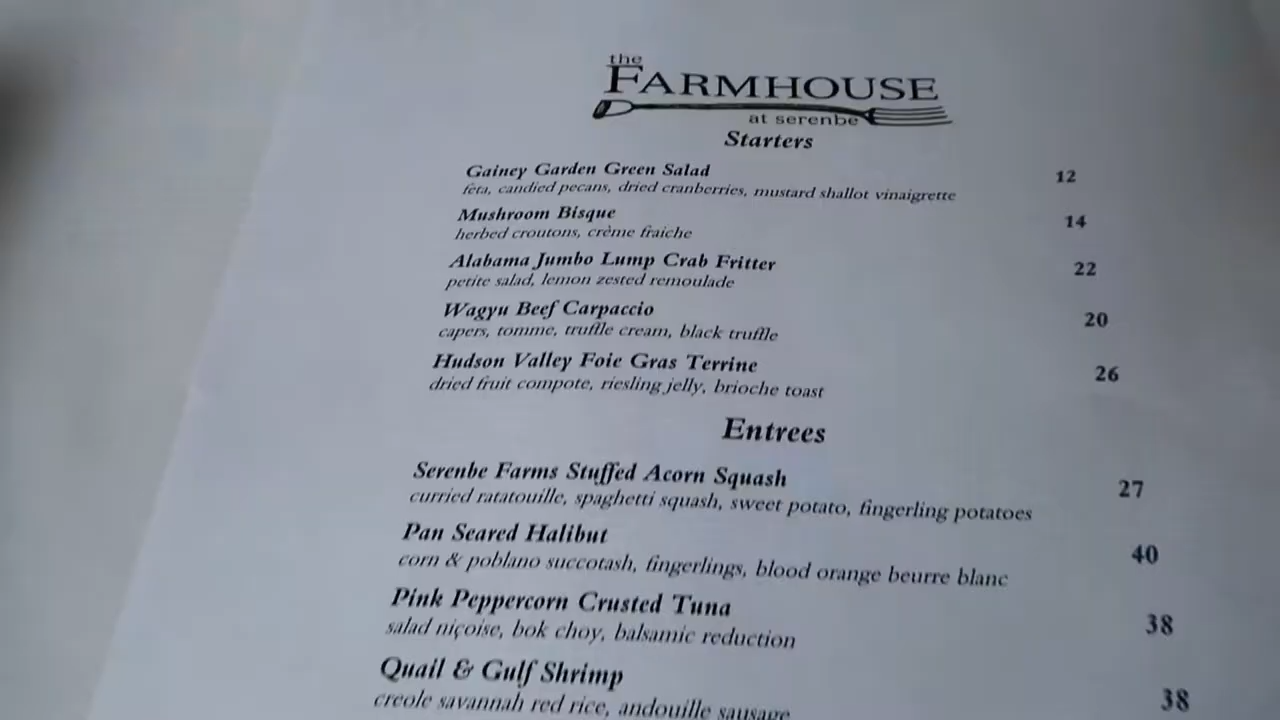 the
FARMHOUSE
at serenbe
Starters
Gainey Garden Green Salad 12
feta, candied pecans, dried cranberries, mustard shallot vinaigrette
Mushroom Bisque 14
herbed croutons, crème fraiche
Alabama Jumbo Lump Crab Fritter 22
petite salad, lemon zested remoulade
Wagyu Beef Carpaccio 20
capers, tomme, truffle cream, black truffle
Hudson Valley Foie Gras Terrine 26
dried fruit compote, riesling jelly, brioche toast
Entrees
Serenbe Farms Stuffed Acorn Squash 27
curried ratatouille, spaghetti squash, sweet potato, fingerling potatoes
Pan Seared Halibut 40
corn & poblano succotash, fingerlings, blood orange beurre blanc
Pink Peppercorn Crusted Tuna 38
salad niçoise, bok choy, balsamic reduction
Quail & Gulf Shrimp 38
creole savannah red rice, andouille sausage